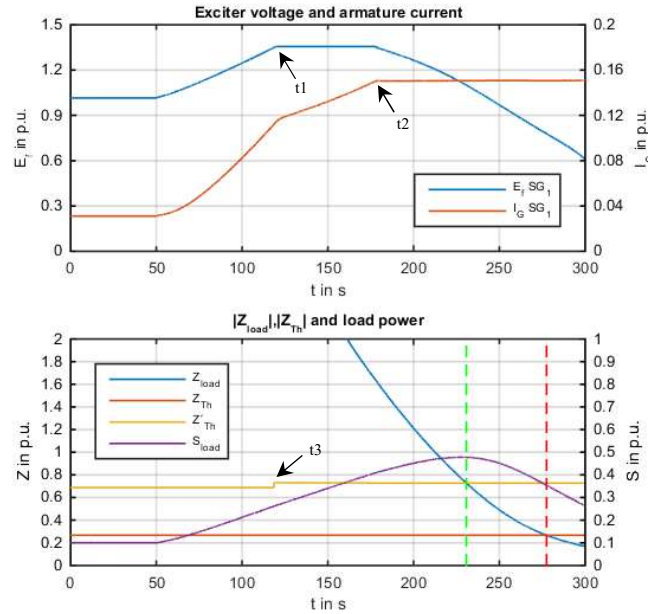 Exciter voltage and armature current
1.5
1.2
0.9
0.6
0.3
0
E_f in p.u.
0.2
0.16
0.12
0.08
0.04
0
I_G in p.u.
t1
t2
E_f SG_1
I_G SG_1
0 50 100 150 200 250 300
t in s
|Z_load|,|Z_Th| and load power
2
1.8
1.6
1.4
1.2
1
0.8
0.6
0.4
0.2
0
Z in p.u.
1
0.9
0.8
0.7
0.6
0.5
0.4
0.3
0.2
0.1
0
S in p.u.
Z_load
Z_Th
Z'_Th
S_load
t3
0 50 100 150 200 250 300
t in s